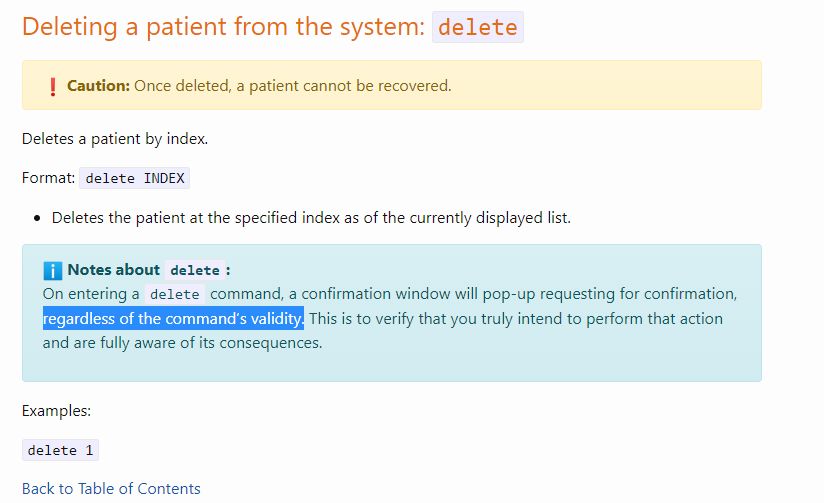 Deleting a patient from the system: delete
❗ Caution: Once deleted, a patient cannot be recovered.
Deletes a patient by index.
Format: delete INDEX
• Deletes the patient at the specified index as of the currently displayed list.
ℹ️ Notes about delete :
On entering a delete command, a confirmation window will pop-up requesting for confirmation,
regardless of the command's validity. This is to verify that you truly intend to perform that action
and are fully aware of its consequences.
Examples:
delete 1
Back to Table of Contents